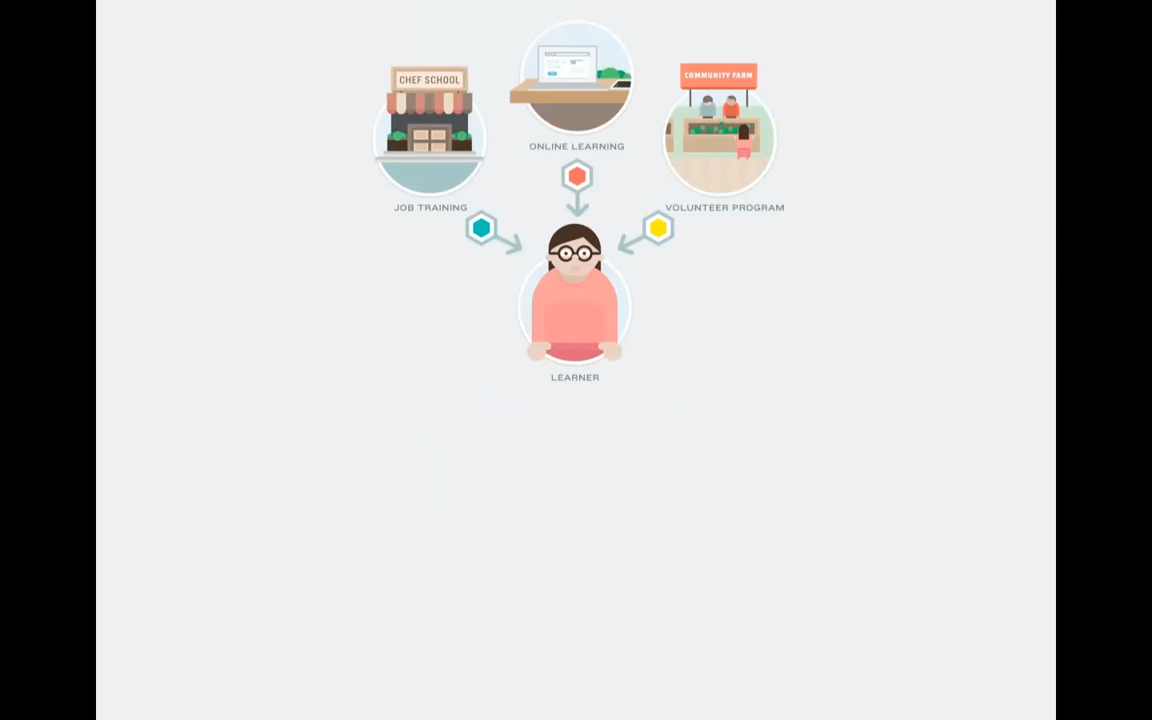 CHEF SCHOOL
COMMUNITY FARM
ONLINE LEARNING
JOB TRAINING
VOLUNTEER PROGRAM
LEARNER